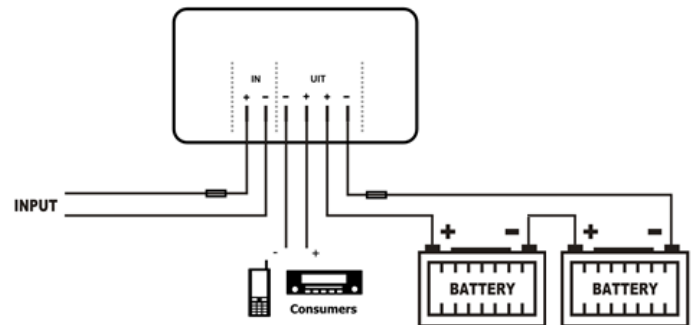 IN UIT
+ - - + + -
INPUT
- +
Consumers
+ - + -
BATTERY BATTERY